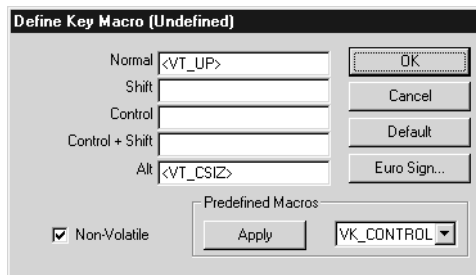 Define Key Macro (Undefined)
Normal <VT_UP> OK
Shift
Cancel
Control
Control + Shift Default
Alt <VT_CSIZ> Euro Sign...
Predefined Macros
Non-Volatile Apply VK_CONTROL